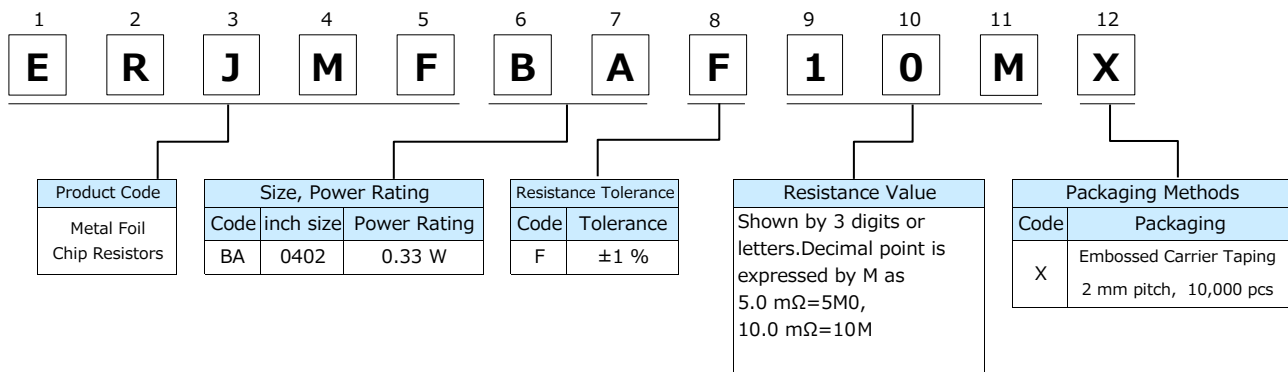 1 2 3 4 5 6 7 8 9 10 11 12
E R J M F B A F 1 0 M X
Product Code
Metal Foil
Chip Resistors
Size, Power Rating
Code inch size Power Rating
BA 0402 0.33 W
Resistance Tolerance
Code Tolerance
F ±1 %
Resistance Value
Shown by 3 digits or
letters.Decimal point is
expressed by M as
5.0 mΩ=5M0,
10.0 mΩ=10M
Packaging Methods
Code Packaging
X Embossed Carrier Taping
2 mm pitch, 10,000 pcs